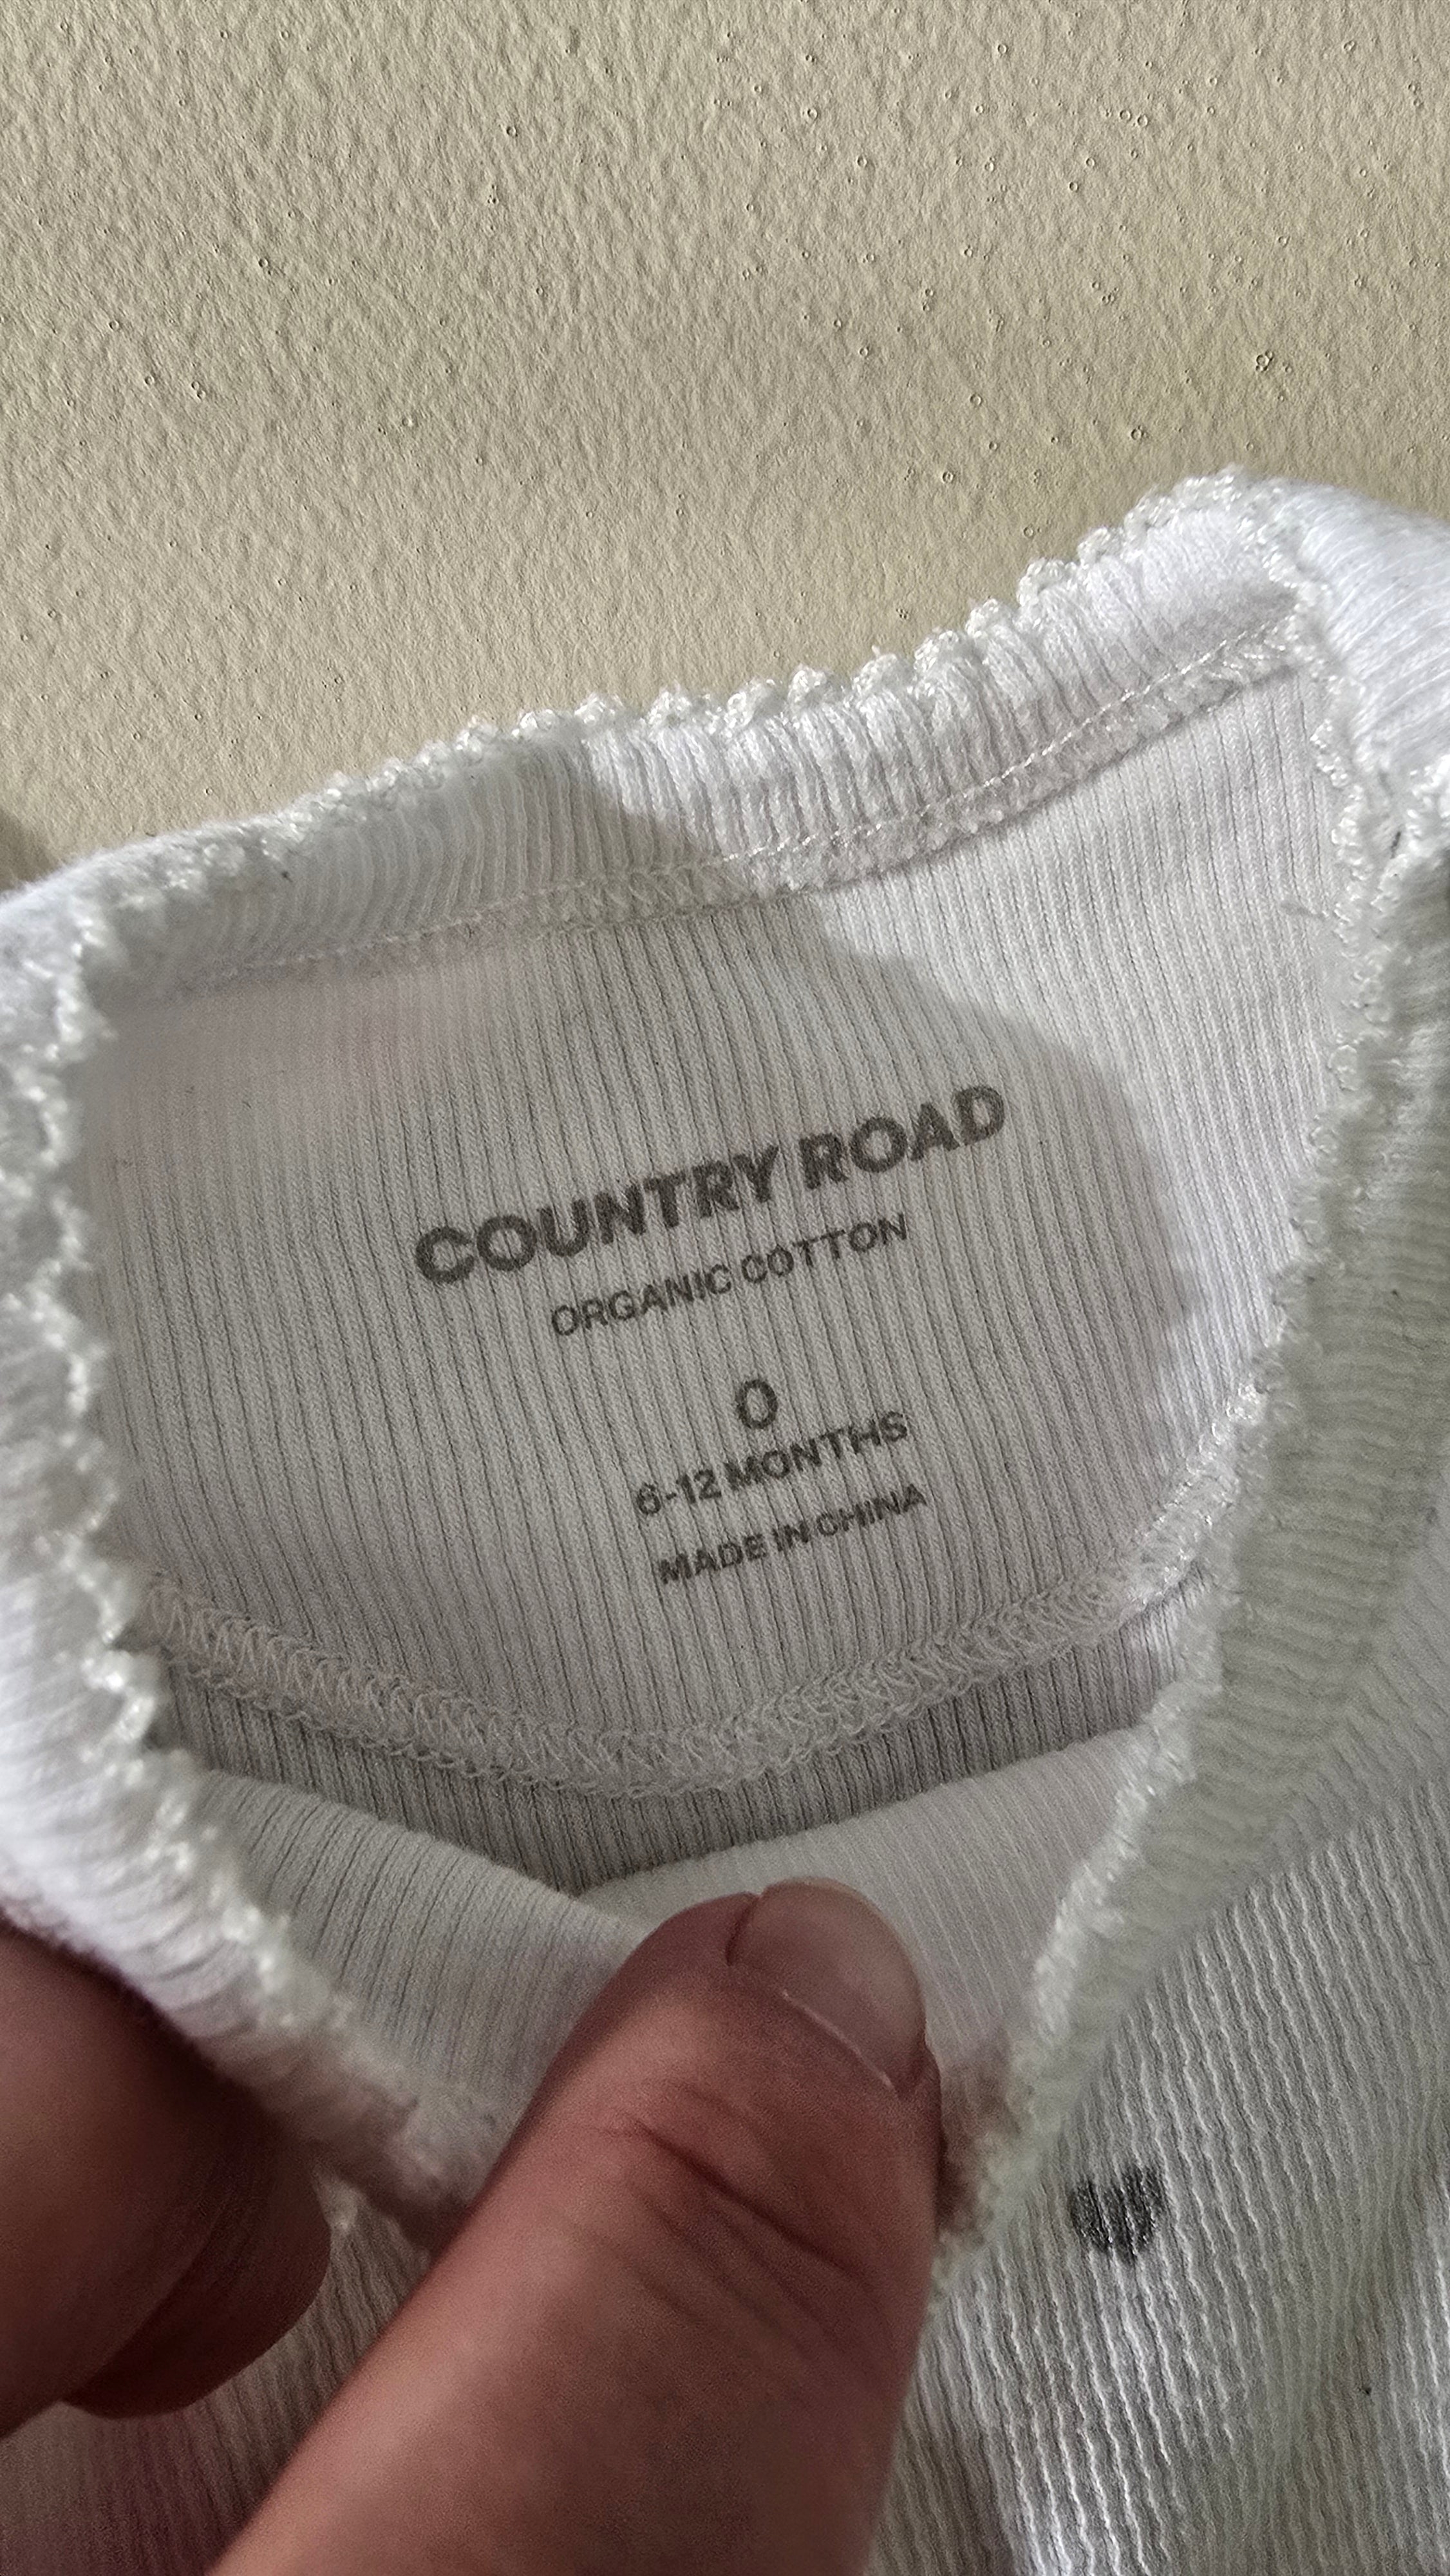 COUNTRY ROAD
ORGANIC COTTON
0
6-12 MONTHS
MADE IN CHINA